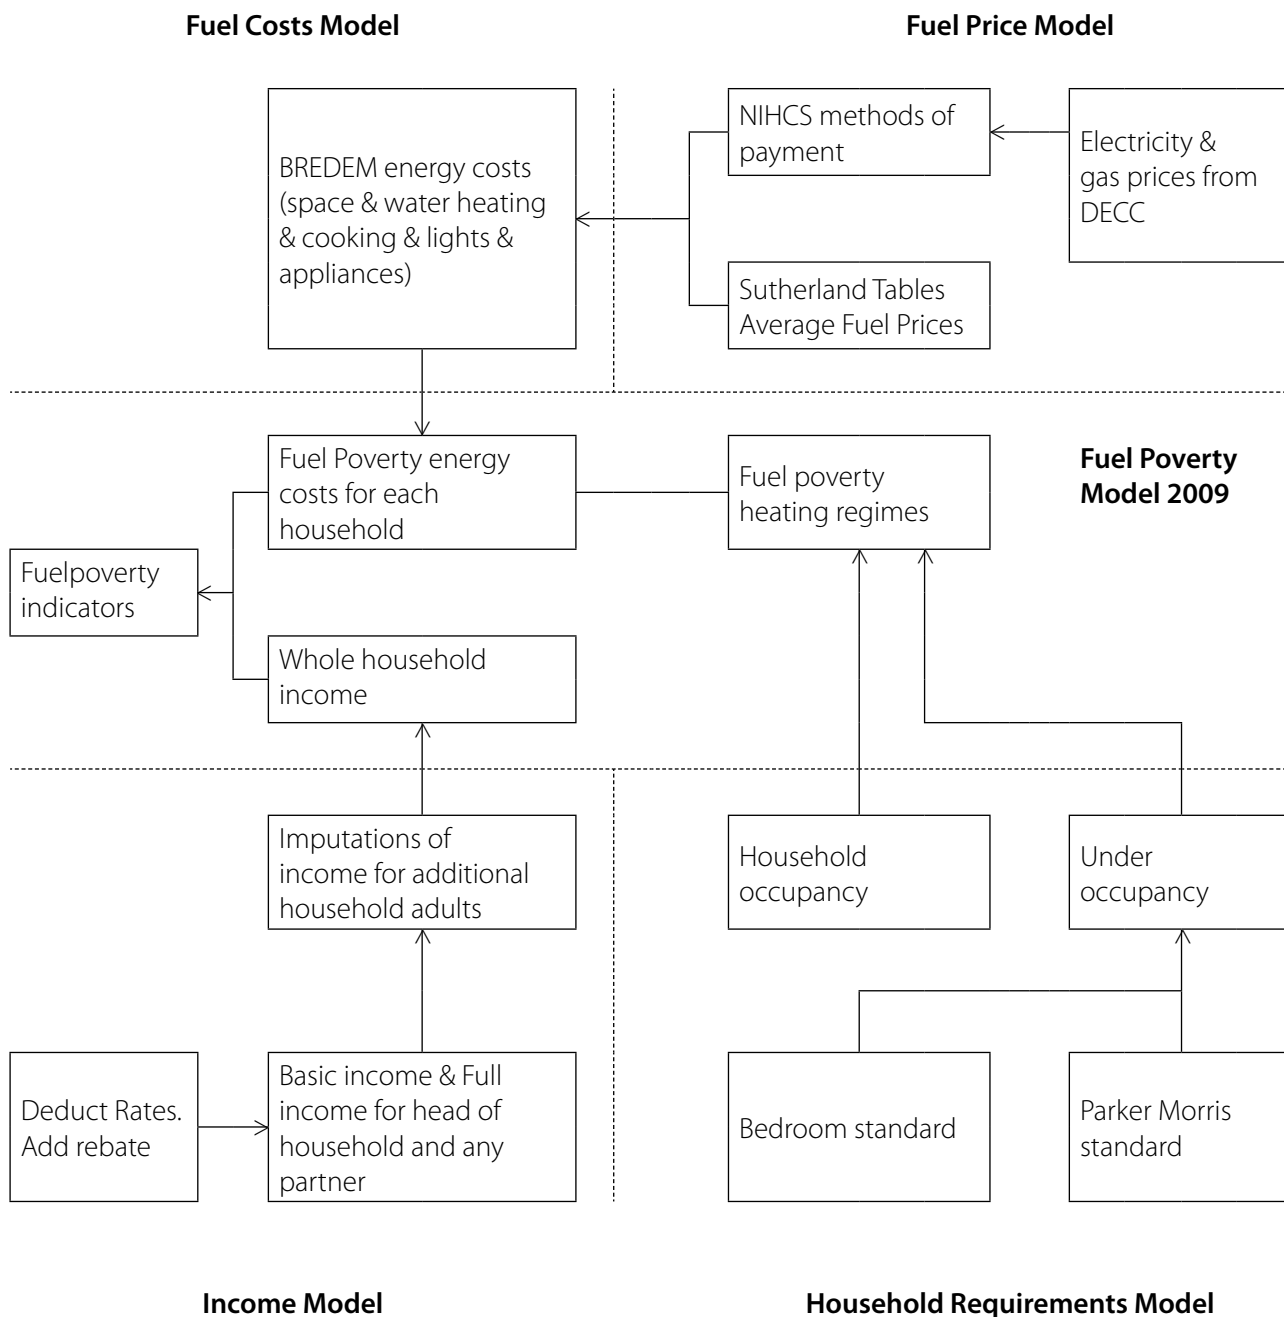 Fuel Costs Model
Fuel Price Model
BREDEM energy costs
(space & water heating
& cooking & lights &
appliances)
NIHCS methods of
payment
Electricity &
gas prices from
DECC
Sutherland Tables
Average Fuel Prices
Fuel Poverty energy
costs for each
household
Fuel poverty
heating regimes
Fuel Poverty
Model 2009
Fuelpoverty
indicators
Whole household
income
Imputations of
income for additional
household adults
Household
occupancy
Under
occupancy
Deduct Rates.
Add rebate
Basic income & Full
income for head of
household and any
partner
Bedroom standard
Parker Morris
standard
Income Model
Household Requirements Model